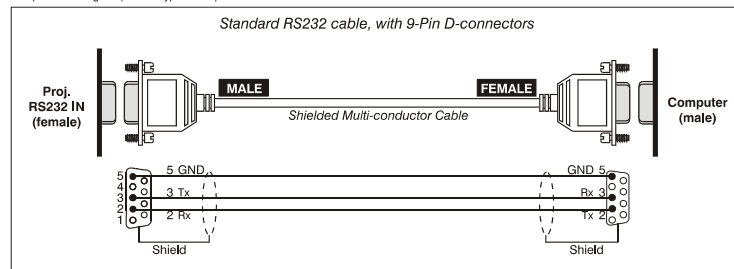 Standard RS232 cable, with 9-Pin D-connectors
Proj.
RS232 IN
(female)
MALE
Shielded Multi-conductor Cable
FEMALE
Computer
(male)
5 GND
GND 5
5
4
3 Tx
Rx 3
3
2 Rx
Tx 2
2
1
Shield
Shield